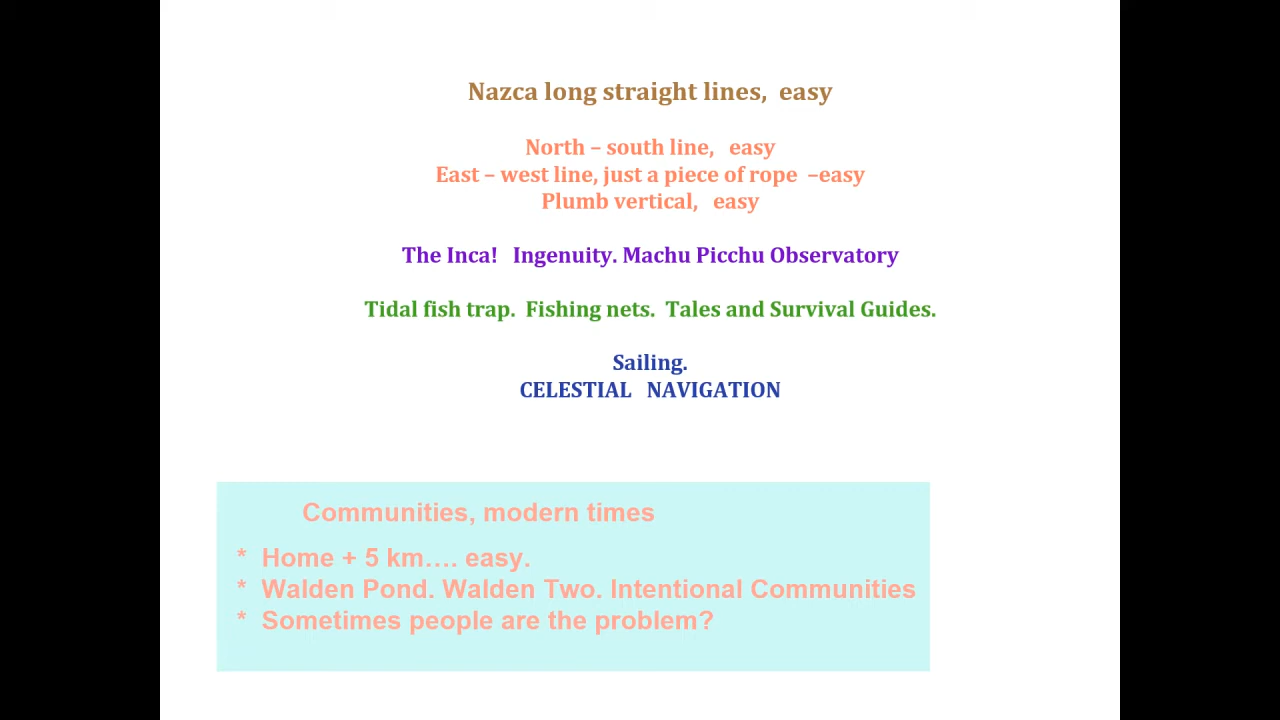 Nazca long straight lines,  easy
North – south line,   easy
East – west line, just a piece of rope  –easy
Plumb vertical,   easy
The Inca!   Ingenuity. Machu Picchu Observatory
Tidal fish trap.  Fishing nets.  Tales and Survival Guides.
Sailing.
CELESTIAL   NAVIGATION
Communities, modern times
*  Home + 5 km…. easy.
*  Walden Pond. Walden Two. Intentional Communities
*  Sometimes people are the problem?